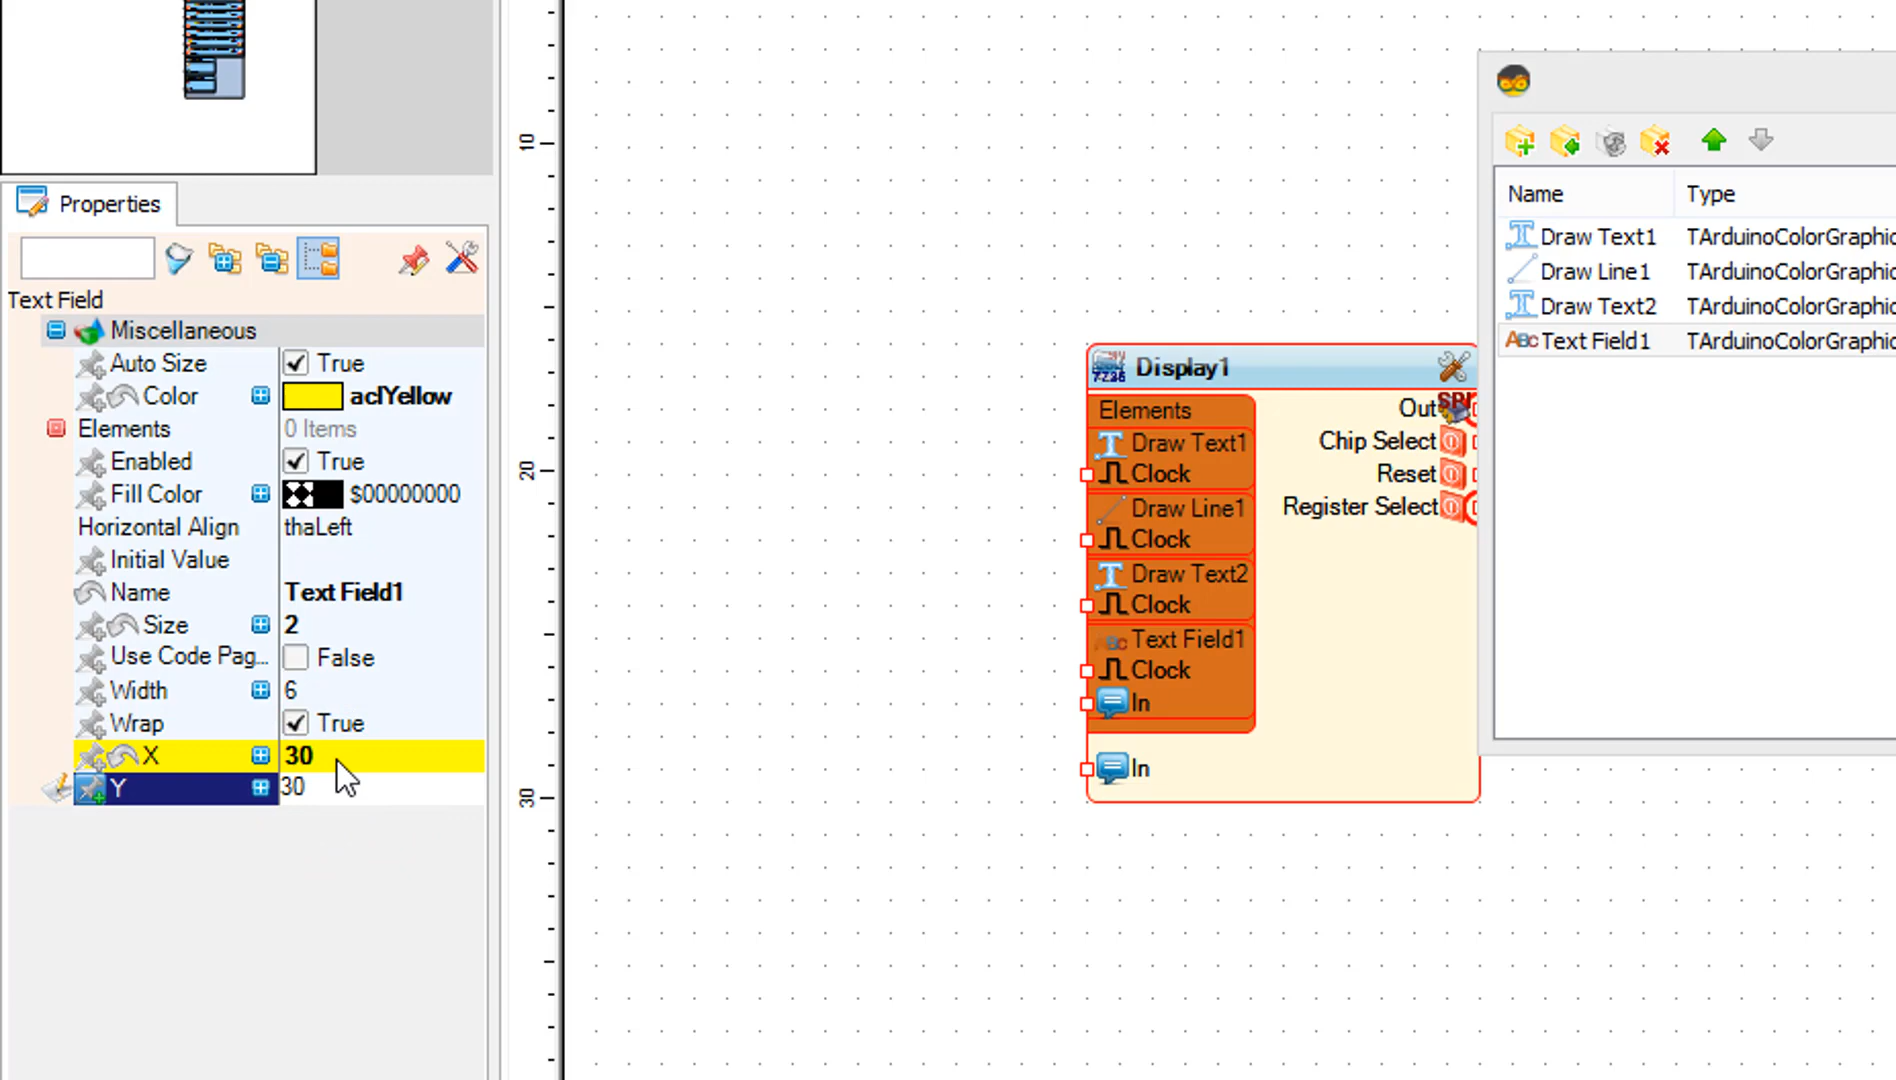 Properties
Text Field
Miscellaneous
Auto Size True
Color aclYellow
Elements 0 Items
Enabled True
Fill Color $00000000
Horizontal Align thaLeft
Initial Value
Name Text Field1
Size 2
Use Code Pag... False
Width 6
Wrap True
X 30
Y 30
10
20
30
Display1
Elements
Draw Text1
Clock
Draw Line1
Clock
Draw Text2
Clock
Text Field1
Clock
In
In
Out
SPI
Chip Select
Reset
Register Select
Name Type
Draw Text1 TArduinoColorGraphic
Draw Line1 TArduinoColorGraphic
Draw Text2 TArduinoColorGraphic
Text Field1 TArduinoColorGraphic